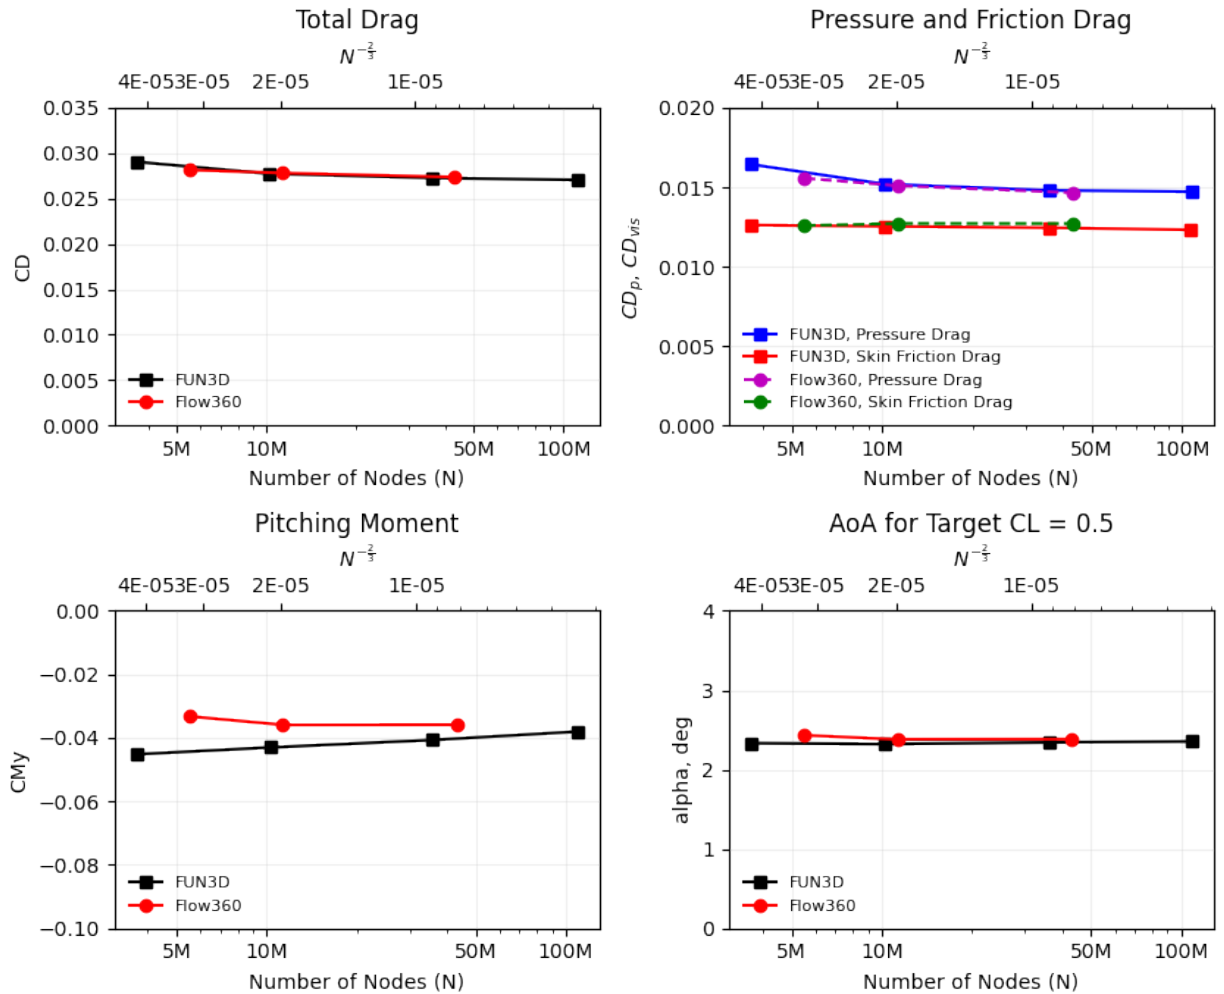 Total Drag
N^{-2/3}
4E-053E-05 2E-05 1E-05
0.035
0.030
0.025
0.020
0.015
0.010
0.005
0.000
CD
FUN3D
Flow360
5M 10M 50M 100M
Number of Nodes (N)
Pressure and Friction Drag
N^{-2/3}
4E-053E-05 2E-05 1E-05
0.020
0.015
0.010
0.005
0.000
CD_p, CD_{vis}
FUN3D, Pressure Drag
FUN3D, Skin Friction Drag
Flow360, Pressure Drag
Flow360, Skin Friction Drag
5M 10M 50M 100M
Number of Nodes (N)
Pitching Moment
N^{-2/3}
4E-053E-05 2E-05 1E-05
0.00
−0.02
−0.04
−0.06
−0.08
−0.10
CMy
FUN3D
Flow360
5M 10M 50M 100M
Number of Nodes (N)
AoA for Target CL = 0.5
N^{-2/3}
4E-053E-05 2E-05 1E-05
4
3
2
1
0
alpha, deg
FUN3D
Flow360
5M 10M 50M 100M
Number of Nodes (N)